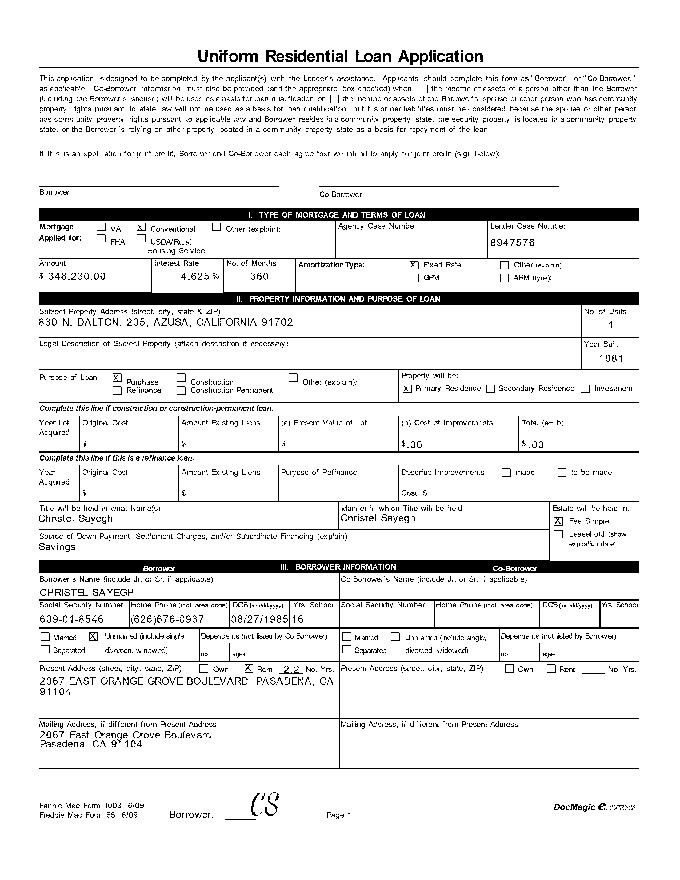 Uniform Residential Loan Application
This application is designed to be completed by the applicant(s) with the Lender's assistance. Applicants should complete this form as "Borrower" or "Co-Borrower,"
as applicable. Co-Borrower information must also be provided (and the appropriate box checked) when [ ] the income or assets of a person other than the Borrower
(including the Borrower's spouse) will be used as a basis for loan qualification or [ ] the income or assets of the Borrower's spouse or other person who has community
property rights pursuant to state law will not be used as a basis for loan qualification, but his or her liabilities must be considered because the spouse or other person
has community property rights pursuant to applicable law and Borrower resides in a community property state, the security property is located in a community property
state, or the Borrower is relying on other property located in a community property state as a basis for repayment of the loan.
If this is an application for joint credit, Borrower and Co-Borrower each agree that we intend to apply for joint credit (sign below):
Borrower Co-Borrower
I. TYPE OF MORTGAGE AND TERMS OF LOAN
Mortgage VA X Conventional Other (explain): Agency Case Number Lender Case Number
Applied for: FHA USDA/Rural 8947576
Housing Service
Amount Interest Rate No. of Months Amortization Type: X Fixed Rate Other (explain):
$ 348,230.00 4.625 % 360 GPM ARM (type):
II. PROPERTY INFORMATION AND PURPOSE OF LOAN
Subject Property Address (street, city, state & ZIP) No. of Units
630 N. DALTON, 205, AZUSA, CALIFORNIA 91702 1
Legal Description of Subject Property (attach description if necessary) Year Built
1981
Purpose of Loan X Purchase Construction Other (explain): Property will be:
Refinance Construction-Permanent X Primary Residence Secondary Residence Investment
Complete this line if construction or construction-permanent loan.
Year Lot Original Cost Amount Existing Liens (a) Present Value of Lot (b) Cost of Improvements Total (a+b)
Acquired $ $ $ $ .00 $ .00
Complete this line if this is a refinance loan.
Year Original Cost Amount Existing Liens Purpose of Refinance Describe Improvements made to be made
Acquired $ $ Cost: $
Title will be held in what Name(s) Manner in which Title will be held Estate will be held in:
Christel Sayegh Christel Sayegh X Fee Simple
Source of Down Payment, Settlement Charges, and/or Subordinate Financing (explain) Leasehold (show
Savings expiration date)
Borrower III. BORROWER INFORMATION Co-Borrower
Borrower's Name (include Jr. or Sr. if applicable) Co-Borrower's Name (include Jr. or Sr. if applicable)
CHRISTEL SAYEGH
Social Security Number Home Phone (incl. area code) DOB (mm/dd/yyyy) Yrs. School Social Security Number Home Phone (incl. area code) DOB (mm/dd/yyyy) Yrs. School
(626) 08/27/1985 16
Married X Unmarried (include single, Dependents (not listed by Co-Borrower) Married Unmarried (include single, Dependents (not listed by Borrower)
Separated divorced, widowed) no. ages Separated divorced, widowed) no. ages
Present Address (street, city, state, ZIP) Own X Rent 2.2 No. Yrs. Present Address (street, city, state, ZIP) Own Rent No. Yrs.
2067 EAST ORANGE GROVE BOULEVARD, PASADENA, CA
91104
Mailing Address, if different from Present Address Mailing Address, if different from Present Address
2067 East Orange Grove Boulevard
Pasadena, CA 91104
Fannie Mae Form 1003 6/09
Freddie Mac Form 65 6/09 Borrower: CS Page 1 DocMagic